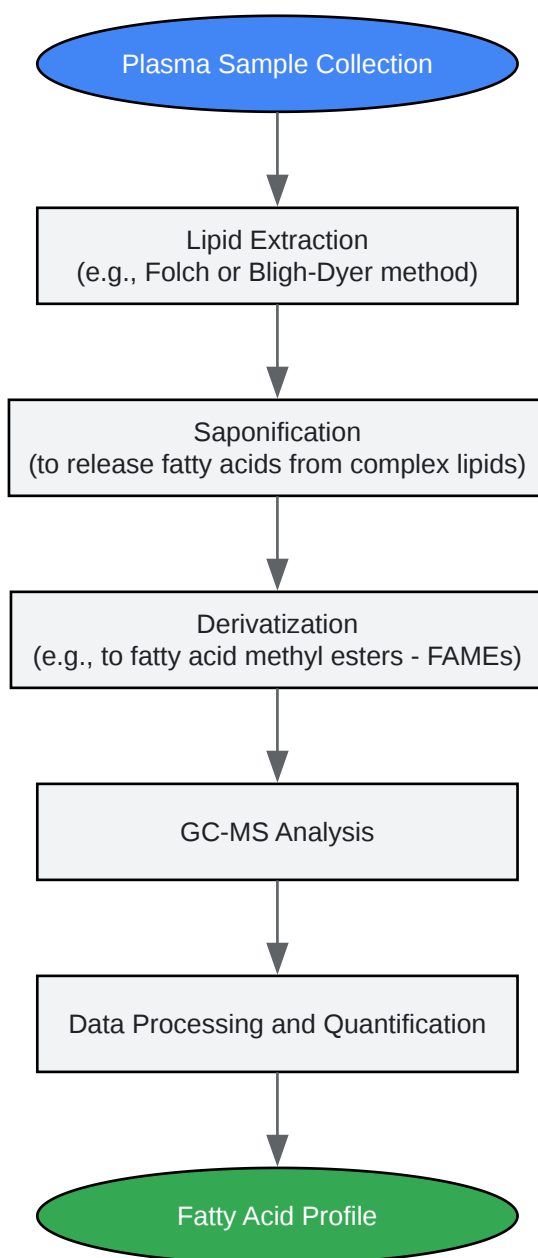 Plasma Sample Collection
Lipid Extraction
(e.g., Folch or Bligh-Dyer method)
Saponification
(to release fatty acids from complex lipids)
Derivatization
(e.g., to fatty acid methyl esters - FAMEs)
GC-MS Analysis
Data Processing and Quantification
Fatty Acid Profile